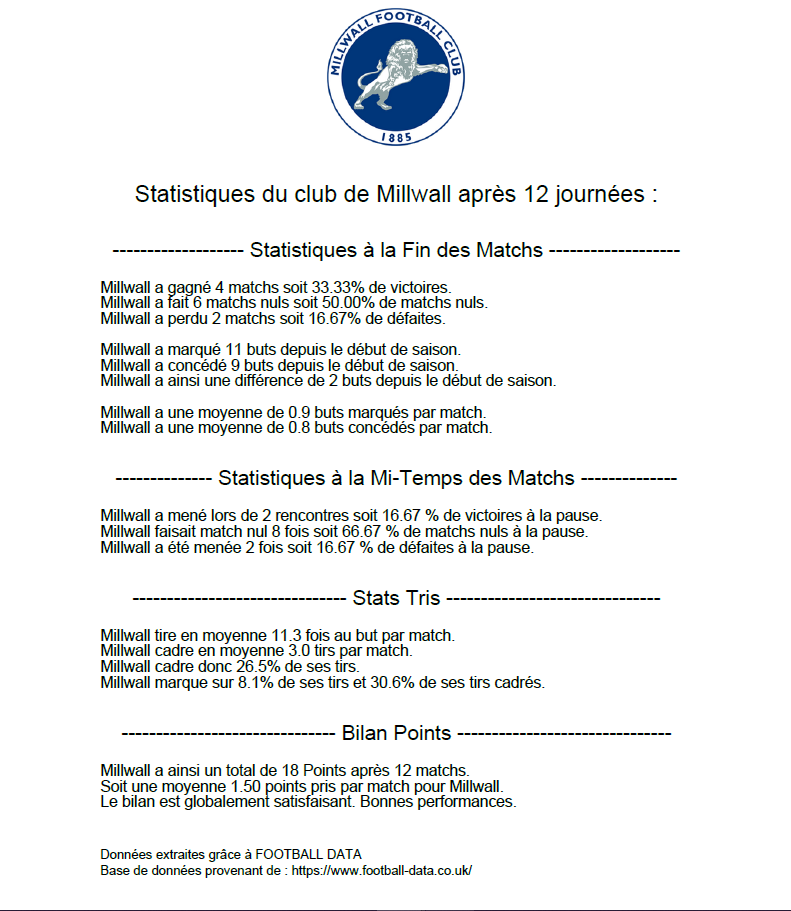 MILLWALL FOOTBALL CLUB
1885
Statistiques du club de Millwall après 12 journées :
------------------- Statistiques à la Fin des Matchs -------------------
Millwall a gagné 4 matchs soit 33.33% de victoires.
Millwall a fait 6 matchs nuls soit 50.00% de matchs nuls.
Millwall a perdu 2 matchs soit 16.67% de défaites.
Millwall a marqué 11 buts depuis le début de saison.
Millwall a concédé 9 buts depuis le début de saison.
Millwall a ainsi une différence de 2 buts depuis le début de saison.
Millwall a une moyenne de 0.9 buts marqués par match.
Millwall a une moyenne de 0.8 buts concédés par match.
-------------- Statistiques à la Mi-Temps des Matchs --------------
Millwall a mené lors de 2 rencontres soit 16.67 % de victoires à la pause.
Millwall faisait match nul 8 fois soit 66.67 % de matchs nuls à la pause.
Millwall a été menée 2 fois soit 16.67 % de défaites à la pause.
------------------------------- Stats Tris -------------------------------
Millwall tire en moyenne 11.3 fois au but par match.
Millwall cadre en moyenne 3.0 tirs par match.
Millwall cadre donc 26.5% de ses tirs.
Millwall marque sur 8.1% de ses tirs et 30.6% de ses tirs cadrés.
------------------------------- Bilan Points -------------------------------
Millwall a ainsi un total de 18 Points après 12 matchs.
Soit une moyenne 1.50 points pris par match pour Millwall.
Le bilan est globalement satisfaisant. Bonnes performances.
Données extraites grâce à FOOTBALL DATA
Base de données provenant de : https://www.football-data.co.uk/